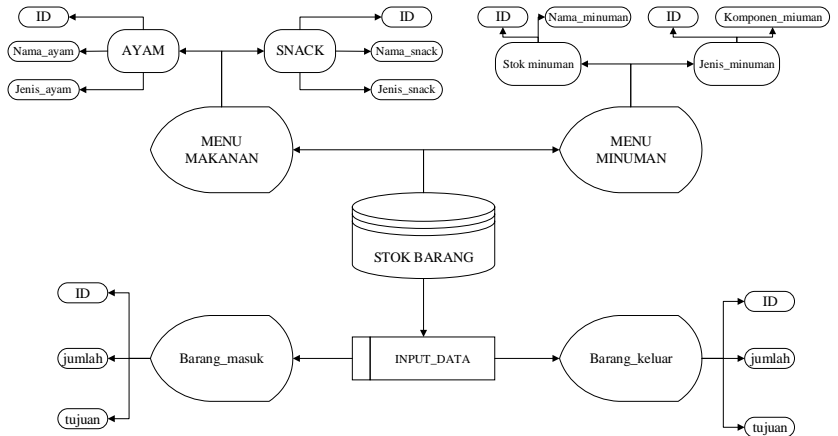 ID
AYAM
Nama_ayam
Jenis_ayam
SNACK
ID
Nama_snack
Jenis_snack
ID
Nama_minuman
Stok minuman
ID
Komponen_miuman
Jenis_minuman
MENU
MAKANAN
MENU
MINUMAN
STOK BARANG
ID
jumlah
tujuan
Barang_masuk
INPUT_DATA
Barang_keluar
ID
jumlah
tujuan